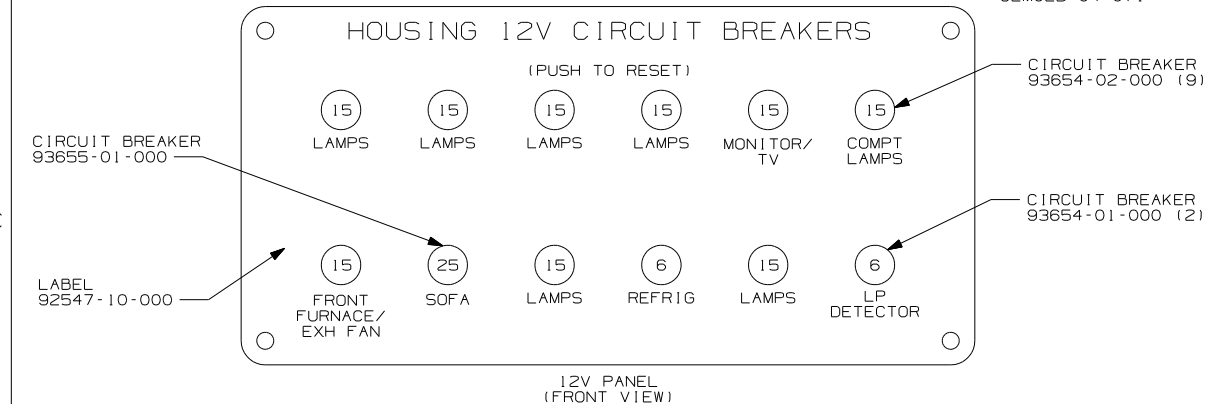 HOUSING 12V CIRCUIT BREAKERS
(PUSH TO RESET)
CIRCUIT BREAKER
93654-02-000 (9)
15 15 15 15 15 15
LAMPS LAMPS LAMPS LAMPS MONITOR/
TV COMPT
LAMPS
CIRCUIT BREAKER
93655-01-000
CIRCUIT BREAKER
93654-01-000 (2)
15 25 15 6 15 6
FRONT
FURNACE/
EXH FAN SOFA LAMPS REFRIG LAMPS LP
DETECTOR
LABEL
92547-10-000
12V PANEL
(FRONT VIEW)